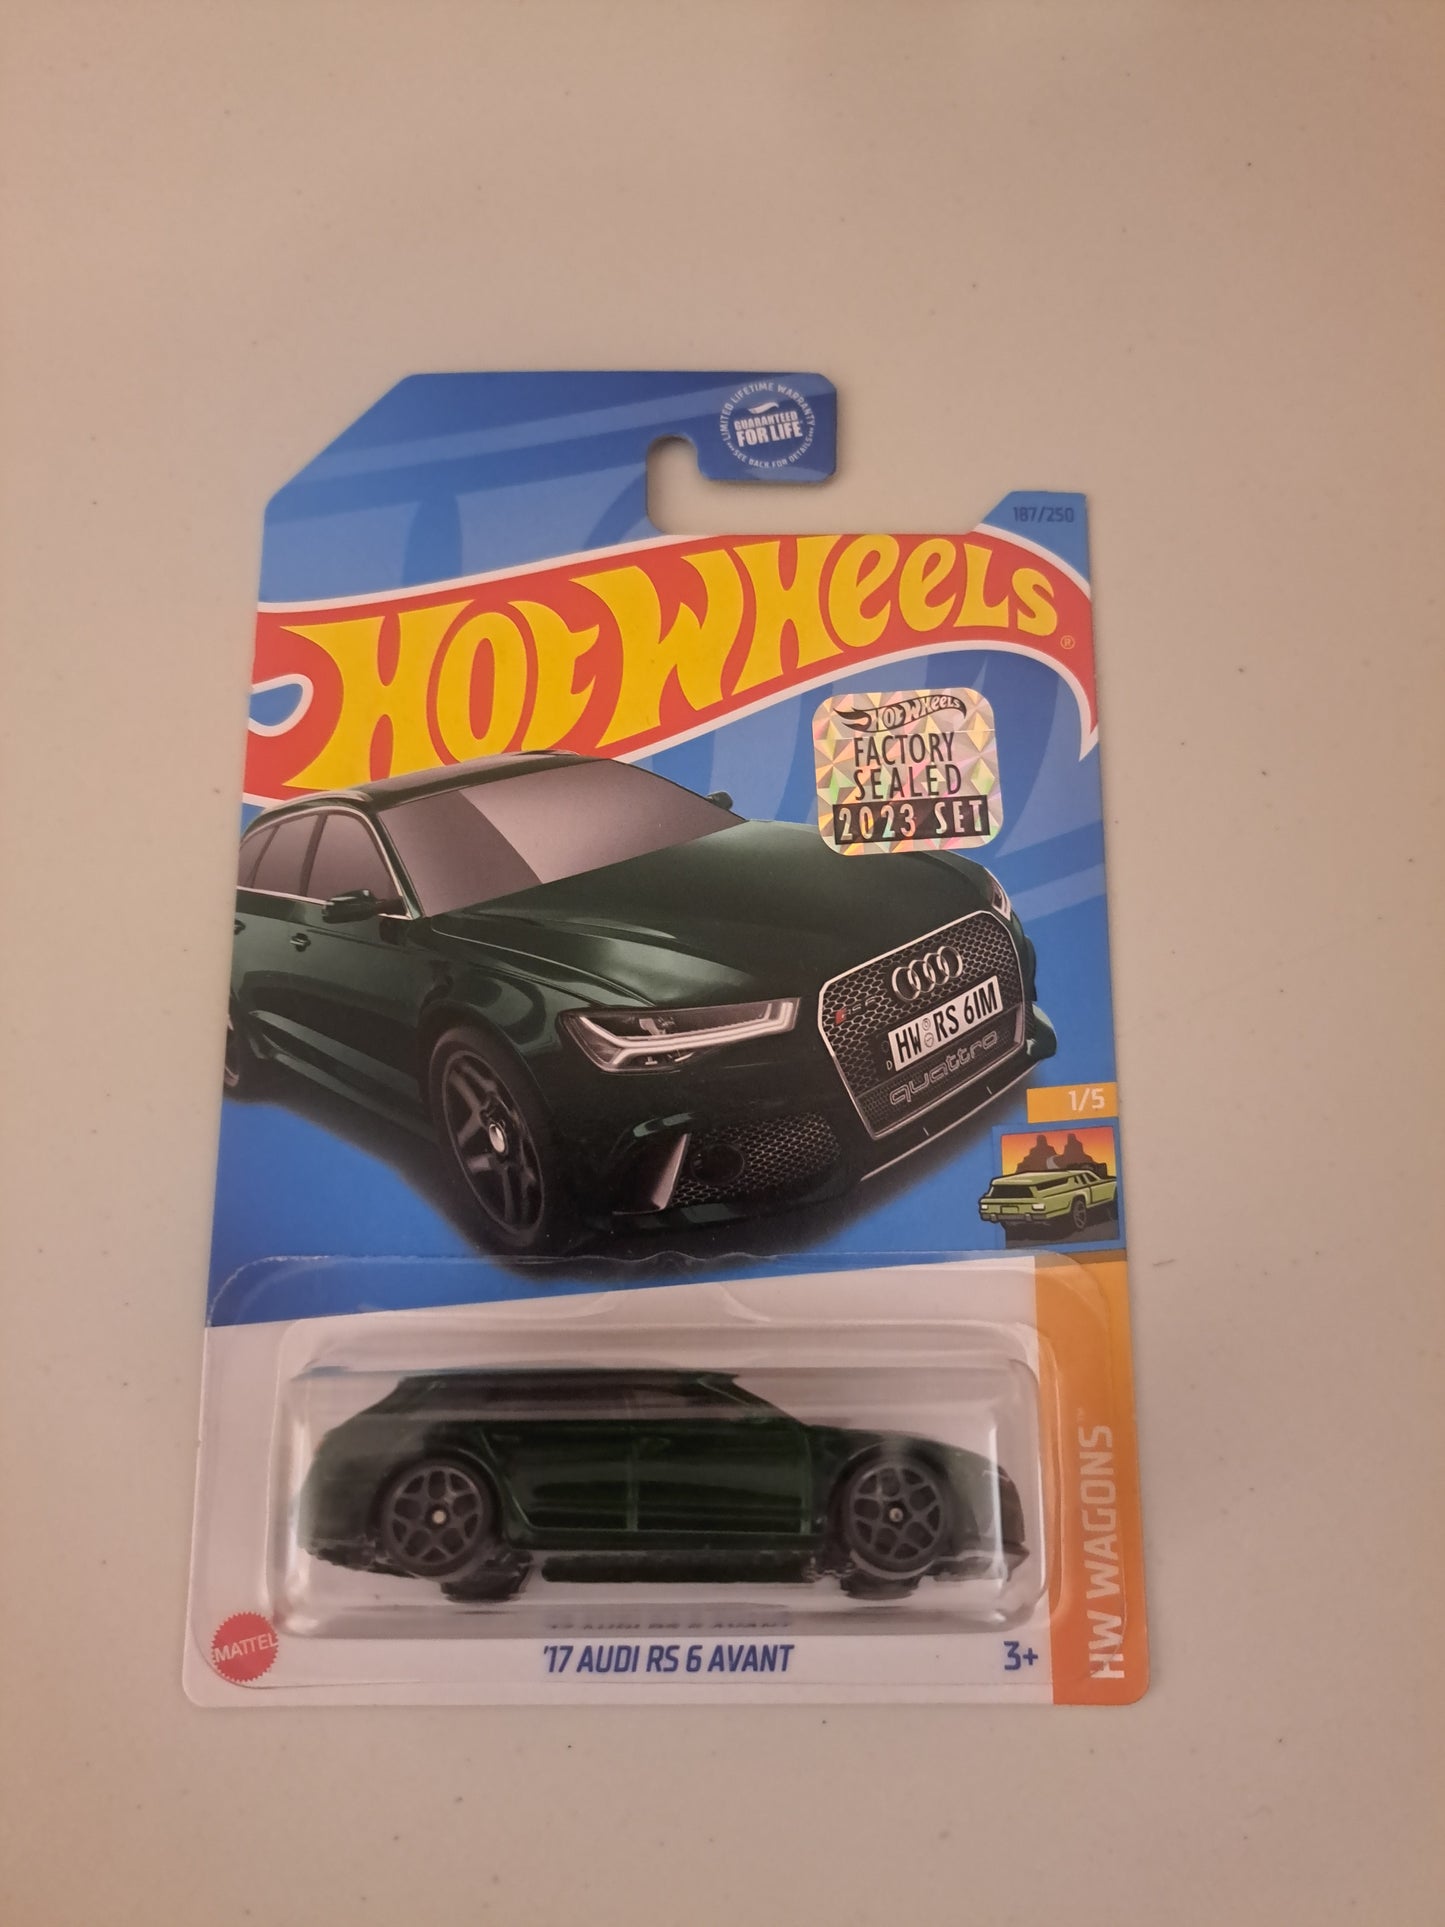 LIMITED LIFETIME WARRANTY
GUARANTEED
FOR LIFE
SEE BACK FOR DETAILS
187/250
HOT WHEELS
®
HOT WHEELS
FACTORY
SEALED
2023 SET
HW RS 6IM
quattro
1/5
HW WAGONS™
MATTEL
'17 AUDI RS 6 AVANT
3+